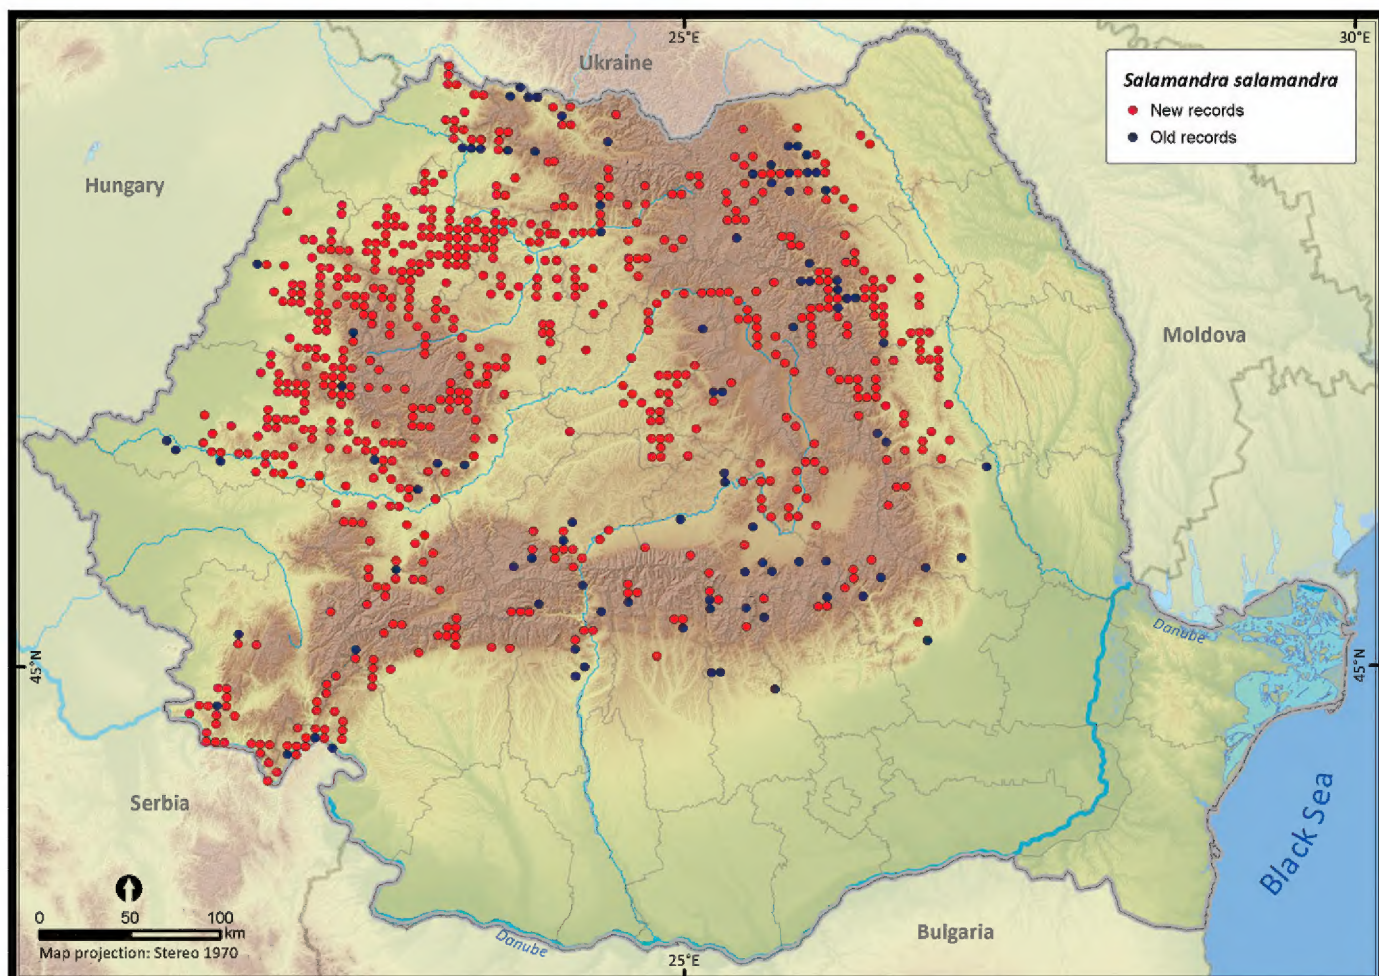 25°E
30°E
Ukraine
Salamandra salamandra
New records
Old records
Hungary
Moldova
Danube
45°N
45°N
Serbia
Black Sea
0 50 100
km
Map projection: Stereo 1970
Danube
Bulgaria
25°E